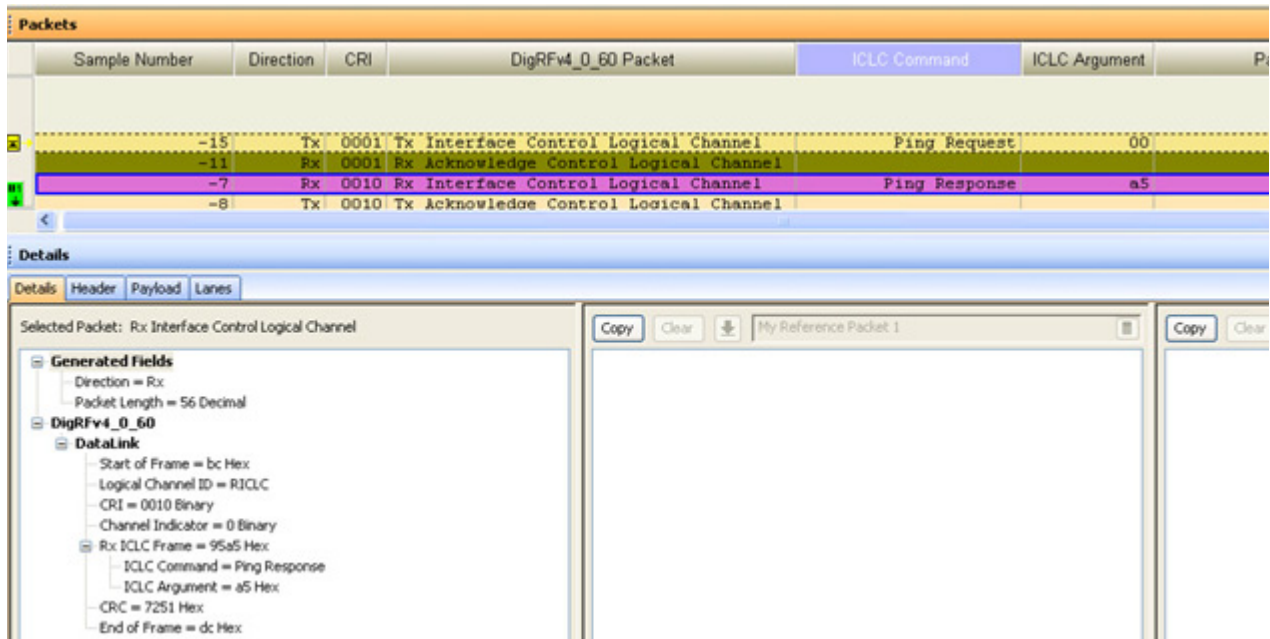 Packets
Sample Number Direction CRI DigRFv4_0_60 Packet ICLC Command ICLC Argument Pa
-15 Tx 0001 Tx Interface Control Logical Channel Ping Request 00
-11 Rx 0001 Rx Acknowledge Control Logical Channel
-7 Rx 0010 Rx Interface Control Logical Channel Ping Response a5
-8 Tx 0010 Tx Acknowledge Control Logical Channel
Details
Details Header Payload Lanes
Selected Packet: Rx Interface Control Logical Channel
Copy Clear My Reference Packet 1 Copy Clear
Generated Fields
Direction = Rx
Packet Length = 56 Decimal
DigRFv4_0_60
DataLink
Start of Frame = bc Hex
Logical Channel ID = RICLC
CRI = 0010 Binary
Channel Indicator = 0 Binary
Rx ICLC Frame = 95a5 Hex
ICLC Command = Ping Response
ICLC Argument = a5 Hex
CRC = 7251 Hex
End of Frame = dc Hex